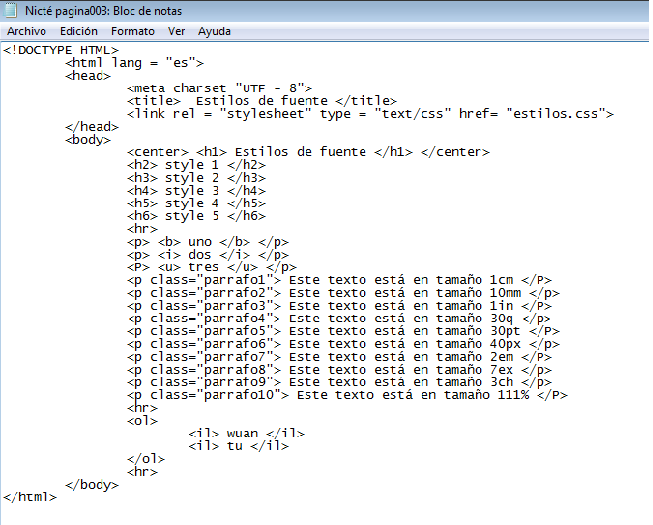 Nicté pagina003: Bloc de notas
Archivo Edición Formato Ver Ayuda
<!DOCTYPE HTML>
<html lang = "es">
<head>
<meta charset "UTF - 8">
<title> Estilos de fuente </title>
<link rel = "stylesheet" type = "text/css" href= "estilos.css">
</head>
<body>
<center> <h1> Estilos de fuente </h1> </center>
<h2> style 1 </h2>
<h3> style 2 </h3>
<h4> style 3 </h4>
<h5> style 4 </h5>
<h6> style 5 </h6>
<hr>
<p> <b> uno </b> </p>
<p> <i> dos </i> </p>
<P> <u> tres </u> </p>
<p class="parrafo1"> Este texto está en tamaño 1cm </P>
<p class="parrafo2"> Este texto está en tamaño 10mm </p>
<p class="parrafo3"> Este texto está en tamaño 1in </p>
<p class="parrafo4"> Este texto está en tamaño 30q </p>
<p class="parrafo5"> Este texto está en tamaño 30pt </p>
<p class="parrafo6"> Este texto está en tamaño 40px </p>
<p class="parrafo7"> Este texto está en tamaño 2em </p>
<p class="parrafo8"> Este texto está en tamaño 7ex </p>
<p class="parrafo9"> Este texto está en tamaño 3ch </p>
<p class="parrafo10"> Este texto está en tamaño 111% </P>
<hr>
<ol>
<il> wuan </il>
<il> tu </il>
</ol>
<hr>
</body>
</html>